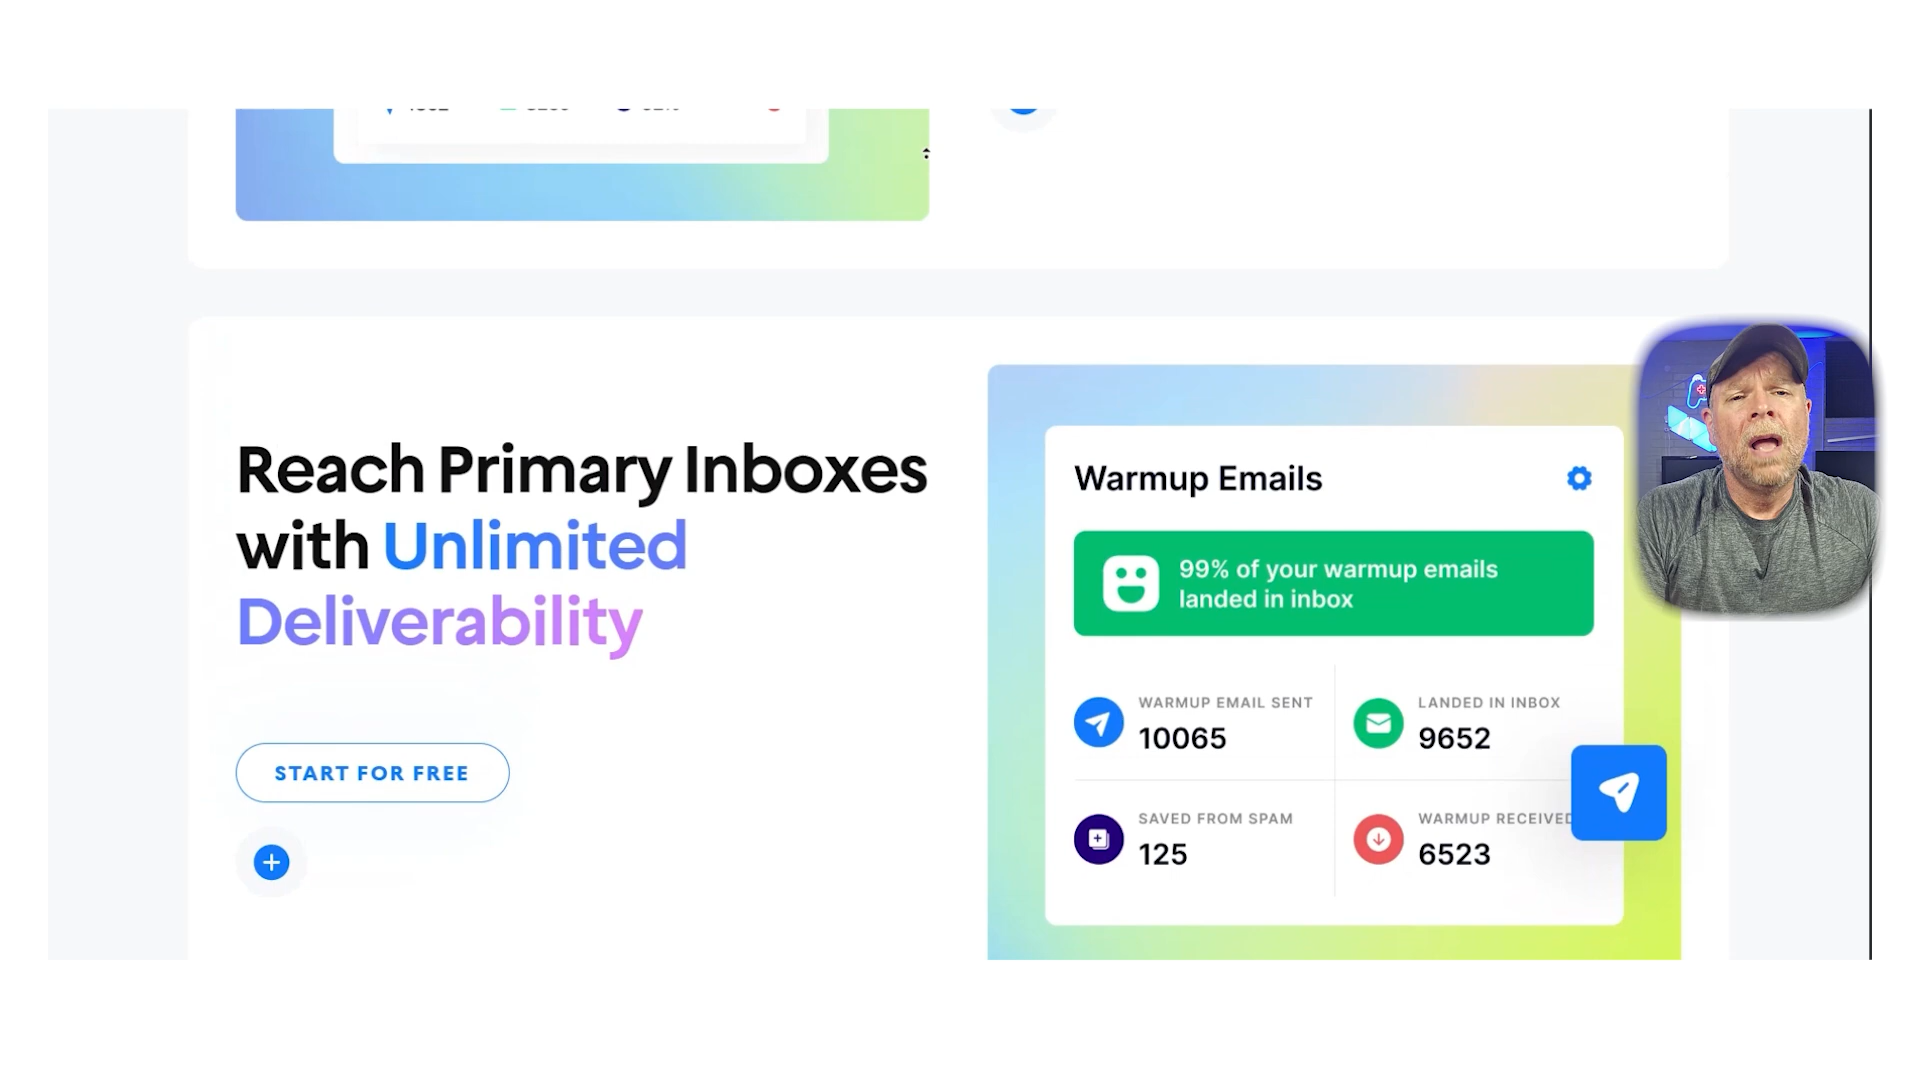 Reach Primary Inboxes
with Unlimited
Deliverability
START FOR FREE
Warmup Emails
99% of your warmup emails
landed in inbox
WARMUP EMAIL SENT
10065
LANDED IN INBOX
9652
SAVED FROM SPAM
125
WARMUP RECEIVED
6523